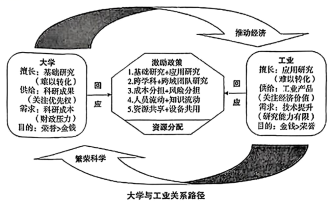 推动经济
大学
擅长：基础研究
（难以转化）
供给：科研成果
（关注优先权）
需求：科研成本
（财政压力）
目的：荣誉>金钱
回
应
激励政策
1.基础研究+应用研究
2.跨学科+跨域团队研究
3.成本分担+风险分担
4.人员流动+知识流动
5.资源共享+设备共用
资源分配
回
应
工业
擅长：应用研究
（难以转化）
供给：工业产品
（关注经济价值）
需求：技术提升
（研究能力有限）
目的：金钱>荣誉
繁荣科学
大学与工业关系路径